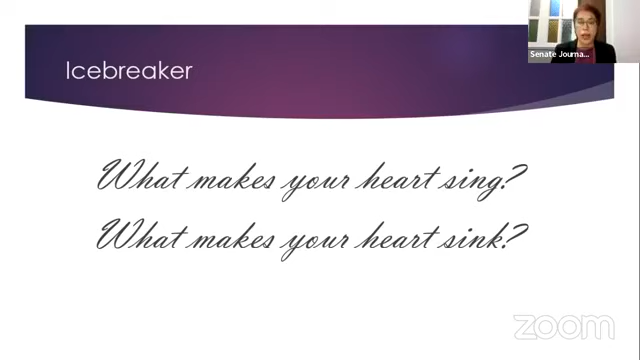 Icebreaker
Senate Journa...
What makes your heart sing?
What makes your heart sink?
zoom